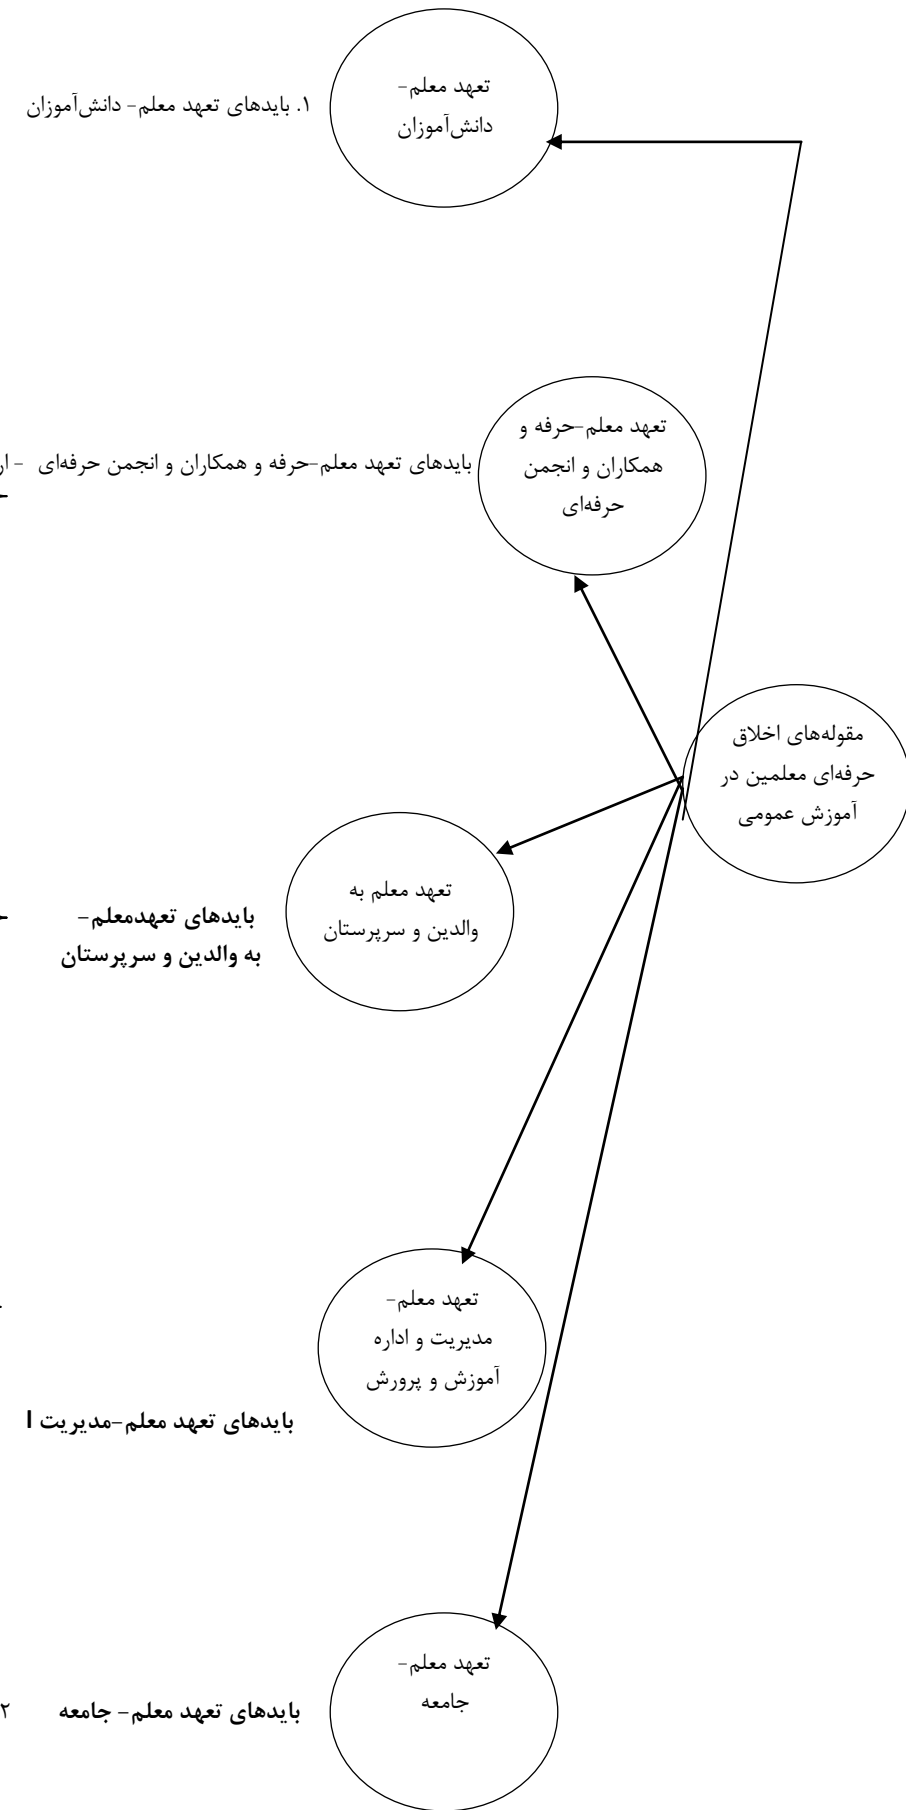 تعهد معلم-
دانش‌آموزان
۱. بایدهای تعهد معلم- دانش‌آموزان
تعهد معلم-حرفه و
همکاران و انجمن
حرفه‌ای
بایدهای تعهد معلم-حرفه و همکاران و انجمن حرفه‌ای -
مقوله‌های اخلاق
حرفه‌ای معلمین در
آموزش عمومی
تعهد معلم به
والدین و سرپرستان
بایدهای تعهدمعلم-
به والدین و سرپرستان
تعهد معلم-
مدیریت و اداره
آموزش و پرورش
بایدهای تعهد معلم-مدیریت
تعهد معلم-
جامعه
بایدهای تعهد معلم- جامعه ۲